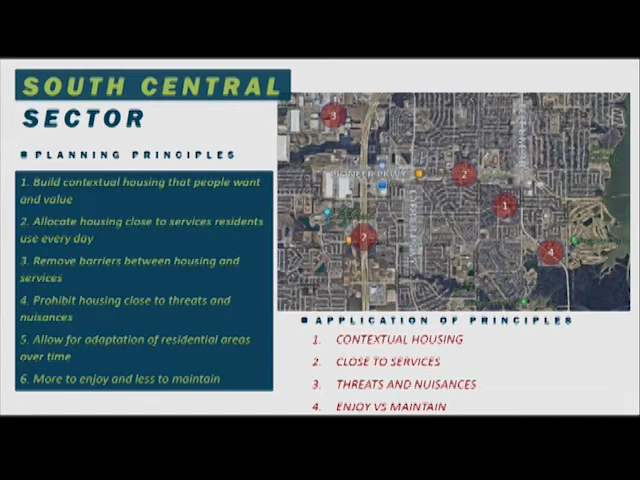 SOUTH CENTRAL
SECTOR
PLANNING PRINCIPLES
1. Build contextual housing that people want
and value
2. Allocate housing close to services residents
use every day
3. Remove barriers between housing and
services
4. Prohibit housing close to threats and
nuisances
5. Allow for adaptation of residential areas
over time
6. More to enjoy and less to maintain
3
PIONEER PKWY
2
1
2
4
APPLICATION OF PRINCIPLES
1. CONTEXTUAL HOUSING
2. CLOSE TO SERVICES
3. THREATS AND NUISANCES
4. ENJOY VS MAINTAIN